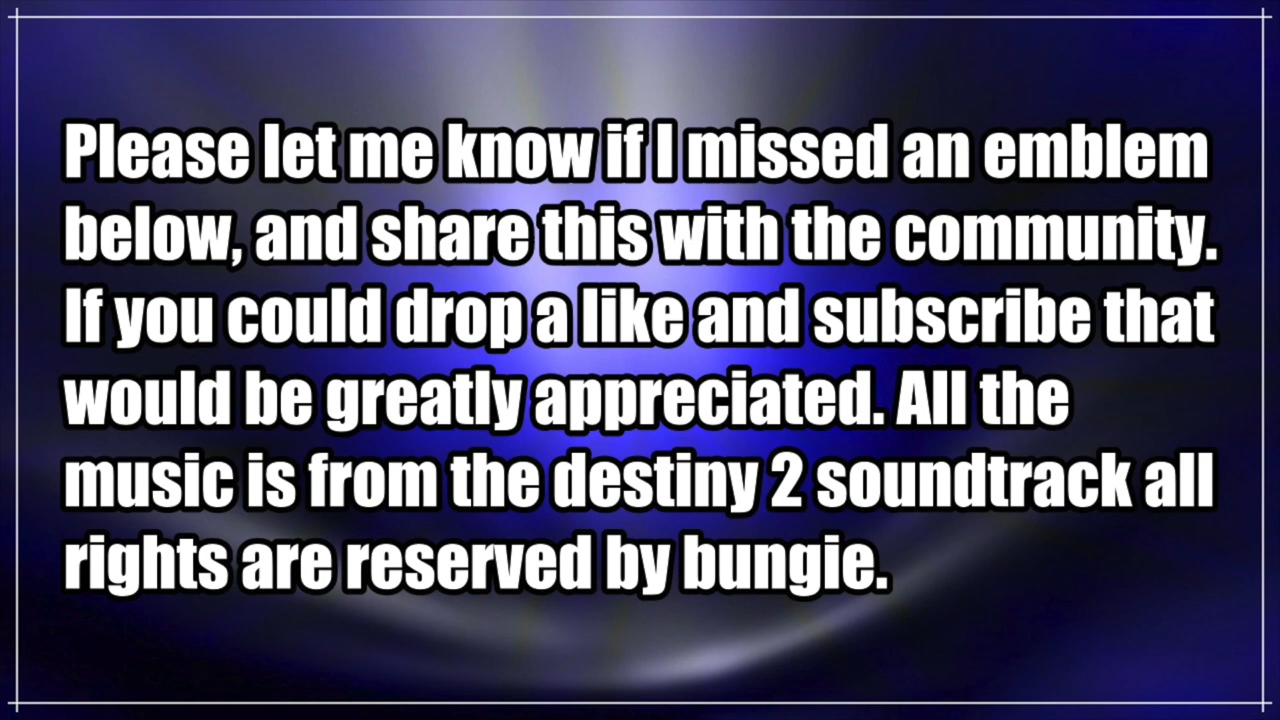 Please let me know if I missed an emblem
below, and share this with the community.
If you could drop a like and subscribe that
would be greatly appreciated. All the
music is from the destiny 2 soundtrack all
rights are reserved by bungie.